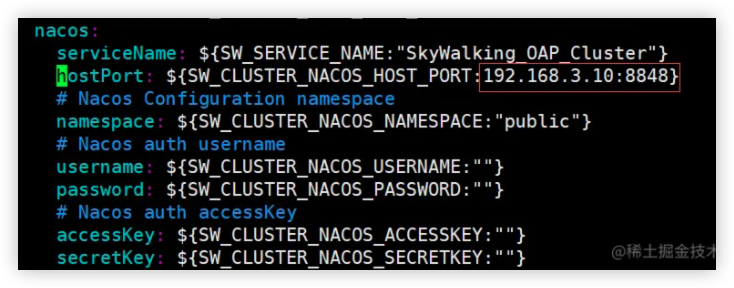 nacos:
serviceName: ${SW_SERVICE_NAME:"SkyWalking_OAP_Cluster"}
hostPort: ${SW_CLUSTER_NACOS_HOST_PORT:192.168.3.10:8848}
# Nacos Configuration namespace
namespace: ${SW_CLUSTER_NACOS_NAMESPACE:"public"}
# Nacos auth username
username: ${SW_CLUSTER_NACOS_USERNAME:""}
password: ${SW_CLUSTER_NACOS_PASSWORD:""}
# Nacos auth accessKey
accessKey: ${SW_CLUSTER_NACOS_ACCESSKEY:""}
secretKey: ${SW_CLUSTER_NACOS_SECRETKEY:""}
@稀土掘金技术